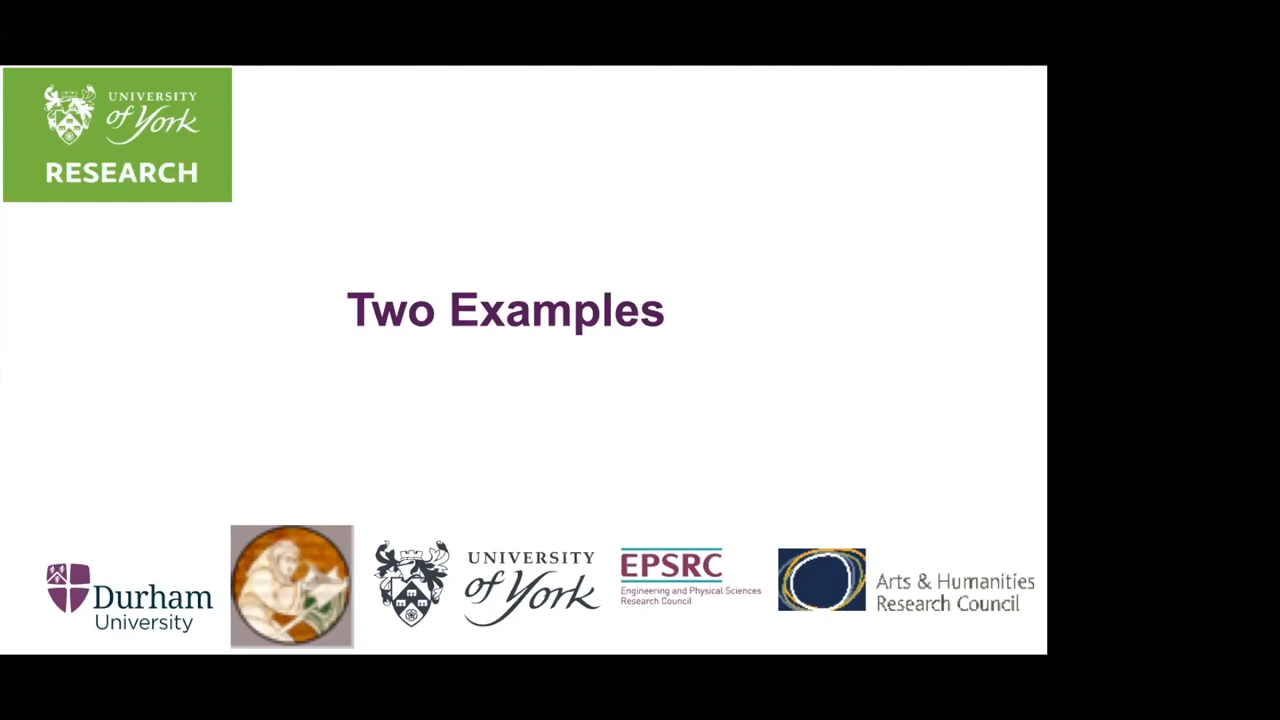 UNIVERSITY
of York
RESEARCH
Two Examples
Durham
University
UNIVERSITY
of York
EPSRC
Engineering and Physical Sciences
Research Council
Arts & Humanities
Research Council